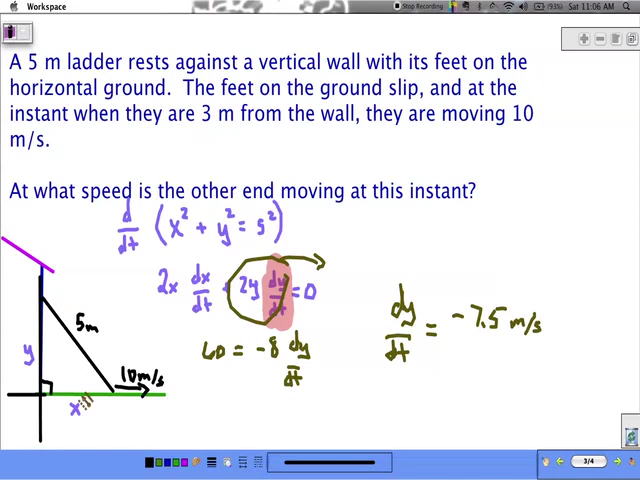 Workspace
Stop Recording
(93%)
Sat 11:06 AM
A 5 m ladder rests against a vertical wall with its feet on the
horizontal ground. The feet on the ground slip, and at the
instant when they are 3 m from the wall, they are moving 10
m/s.
At what speed is the other end moving at this instant?
d/dt (x² + y² = 5²)
2x dx/dt + 2y dy/dt = 0
60 = -8 dy/dt
dy/dt = -7.5 m/s
5m
y
10 m/s
x
3/4